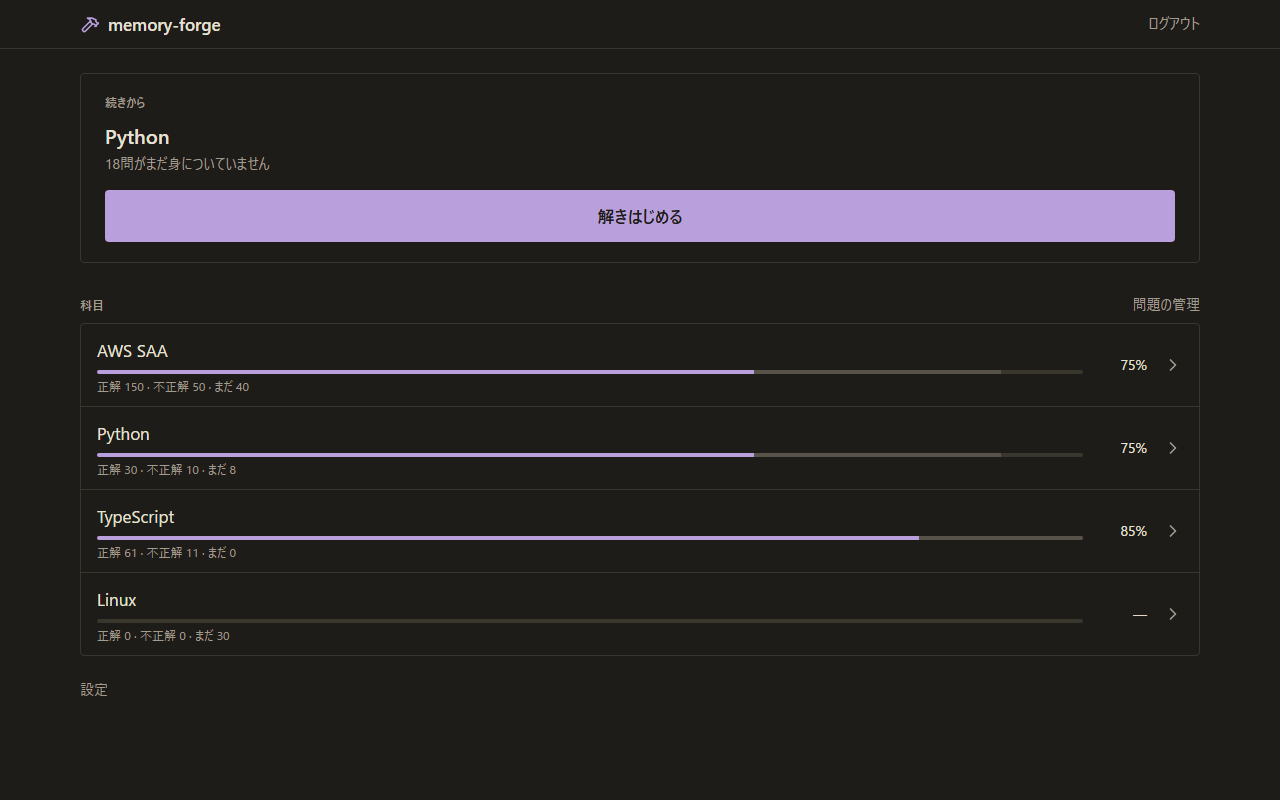 memory-forge
ログアウト
続きから
Python
18問がまだ身についていません
解きはじめる
科目
問題の管理
AWS SAA
正解 150 · 不正解 50 · まだ 40
75%
Python
正解 30 · 不正解 10 · まだ 8
75%
TypeScript
正解 61 · 不正解 11 · まだ 0
85%
Linux
正解 0 · 不正解 0 · まだ 30
—
設定